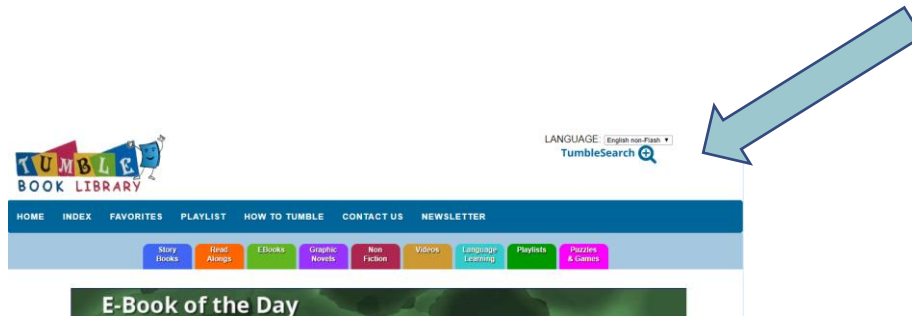 LANGUAGE: English non-Flash
TumbleSearch
TUMBLE
BOOK LIBRARY
HOME INDEX FAVORITES PLAYLIST HOW TO TUMBLE CONTACT US NEWSLETTER
Story Books Read Alongs EBooks Graphic Novels Non Fiction Videos Language Learning Playlists Puzzles & Games
E-Book of the Day